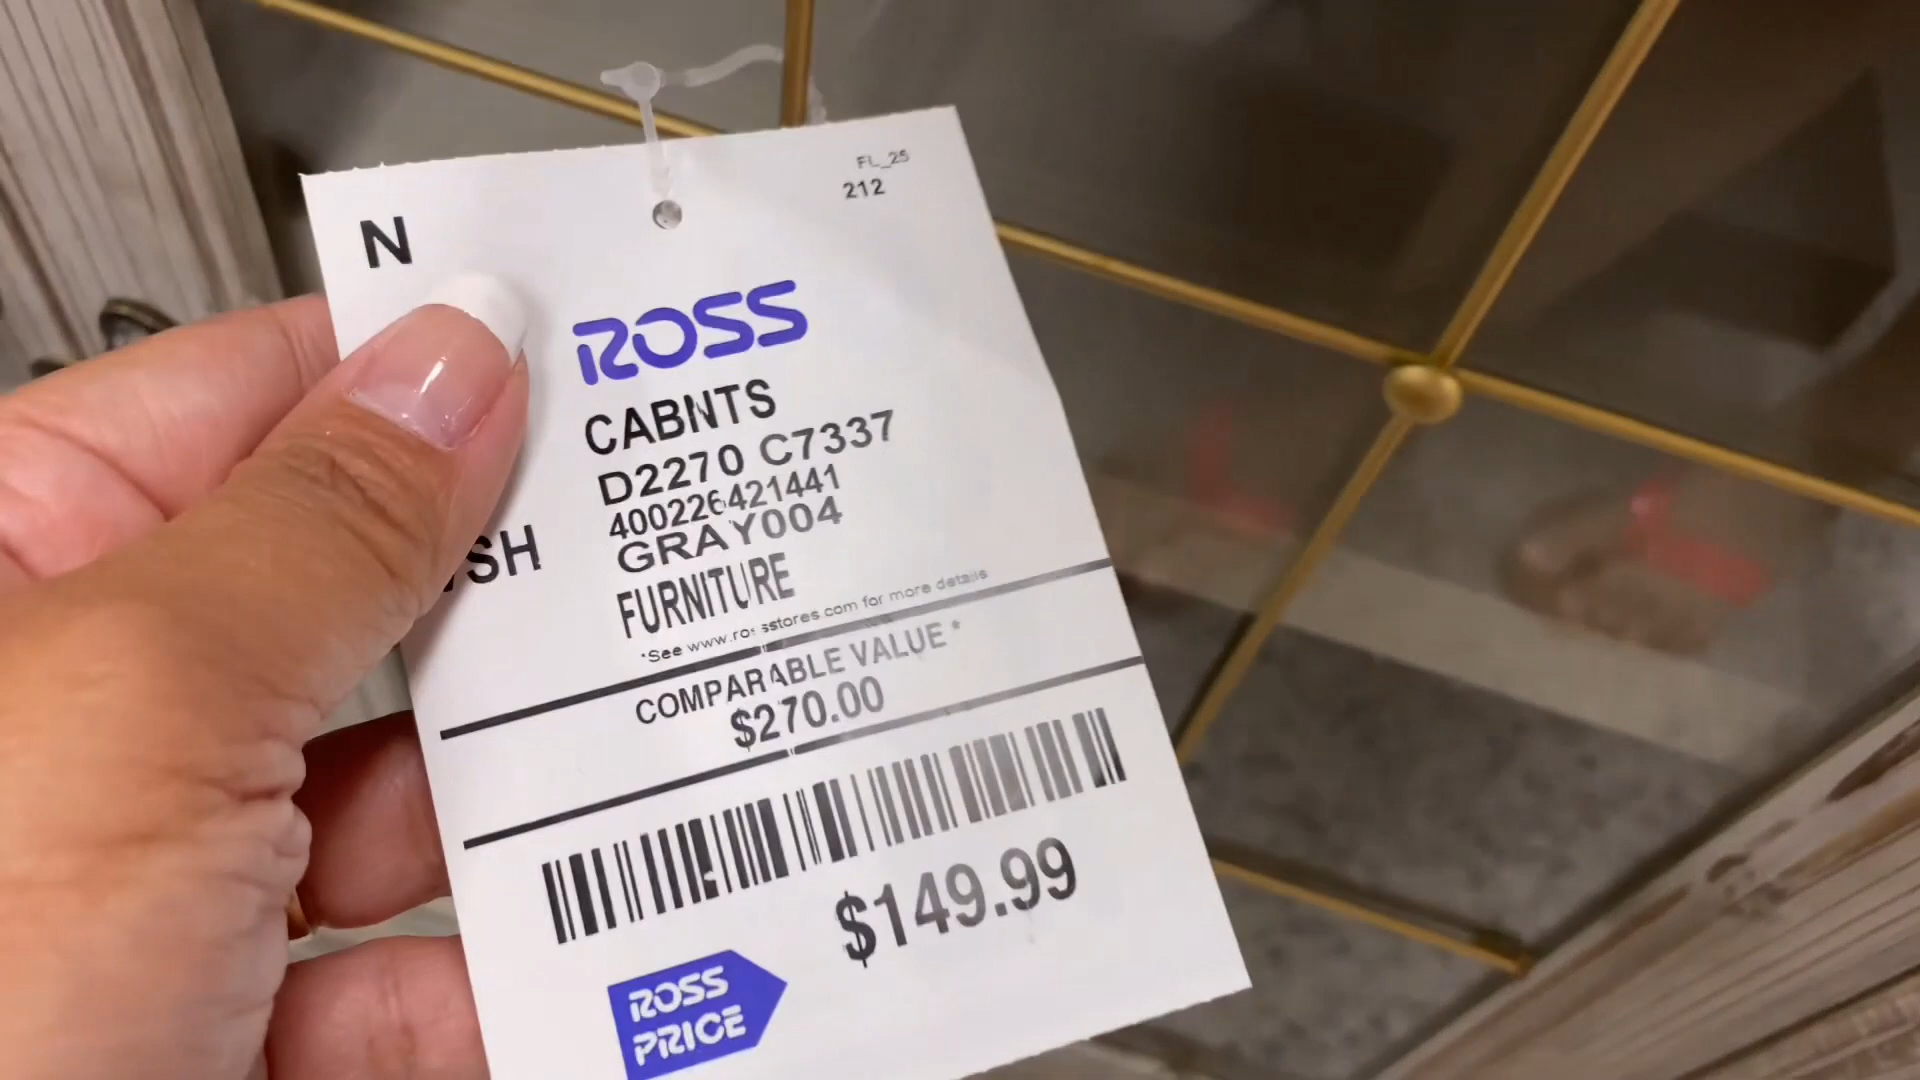 FL_25
212
N
ROSS
CABNTS
D2270 C7337
400226421441
GRAY004
SH
FURNITURE
*See www.rossstores.com for more details
COMPARABLE VALUE*
$270.00
$149.99
ROSS
PRICE